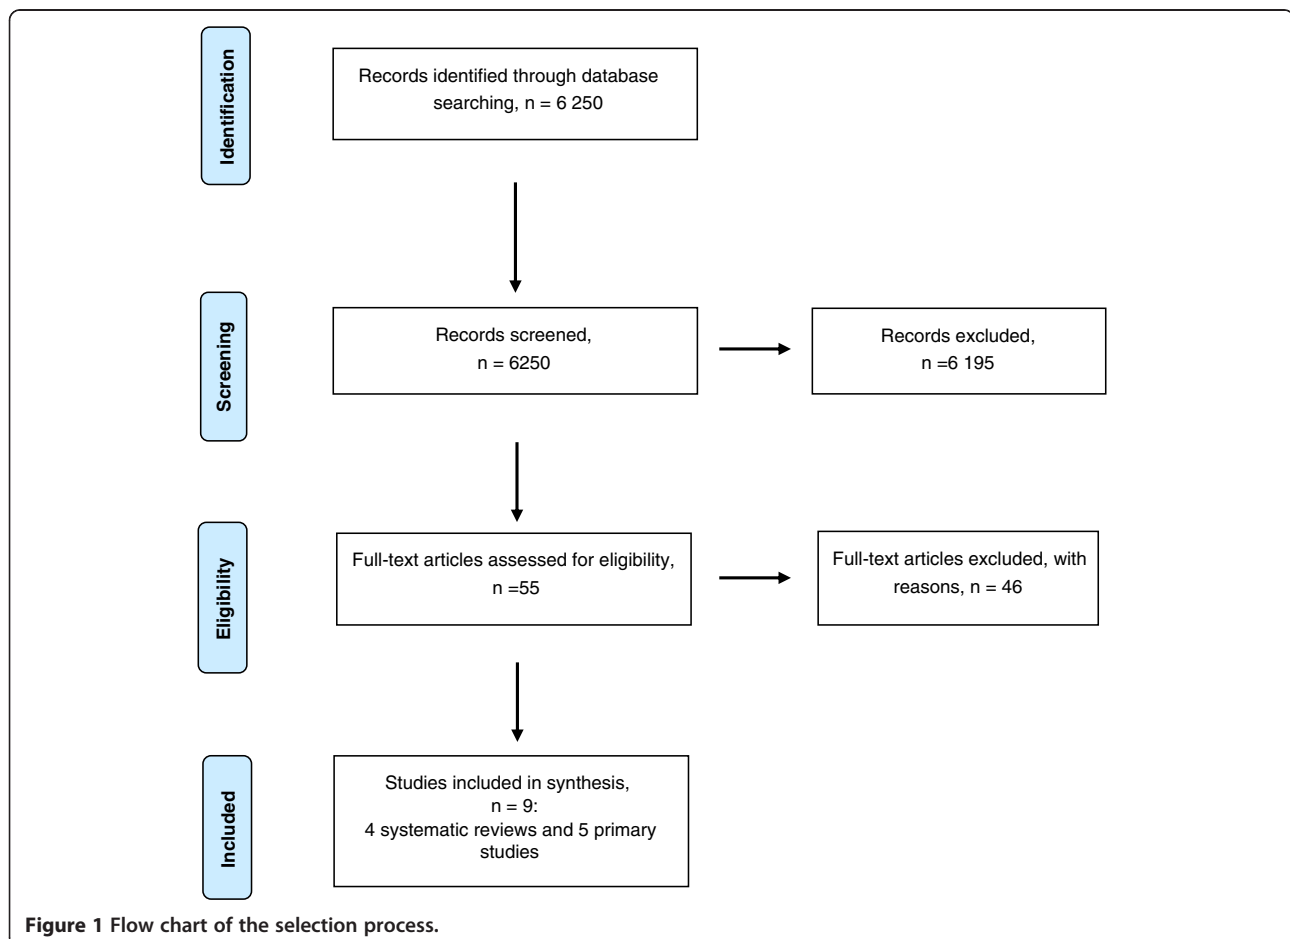 Identification
Records identified through database
searching, n = 6 250
Screening
Records screened,
n = 6250
Records excluded,
n =6 195
Eligibility
Full-text articles assessed for eligibility,
n =55
Full-text articles excluded, with
reasons, n = 46
Included
Studies included in synthesis,
n = 9:
4 systematic reviews and 5 primary
studies
Figure 1 Flow chart of the selection process.